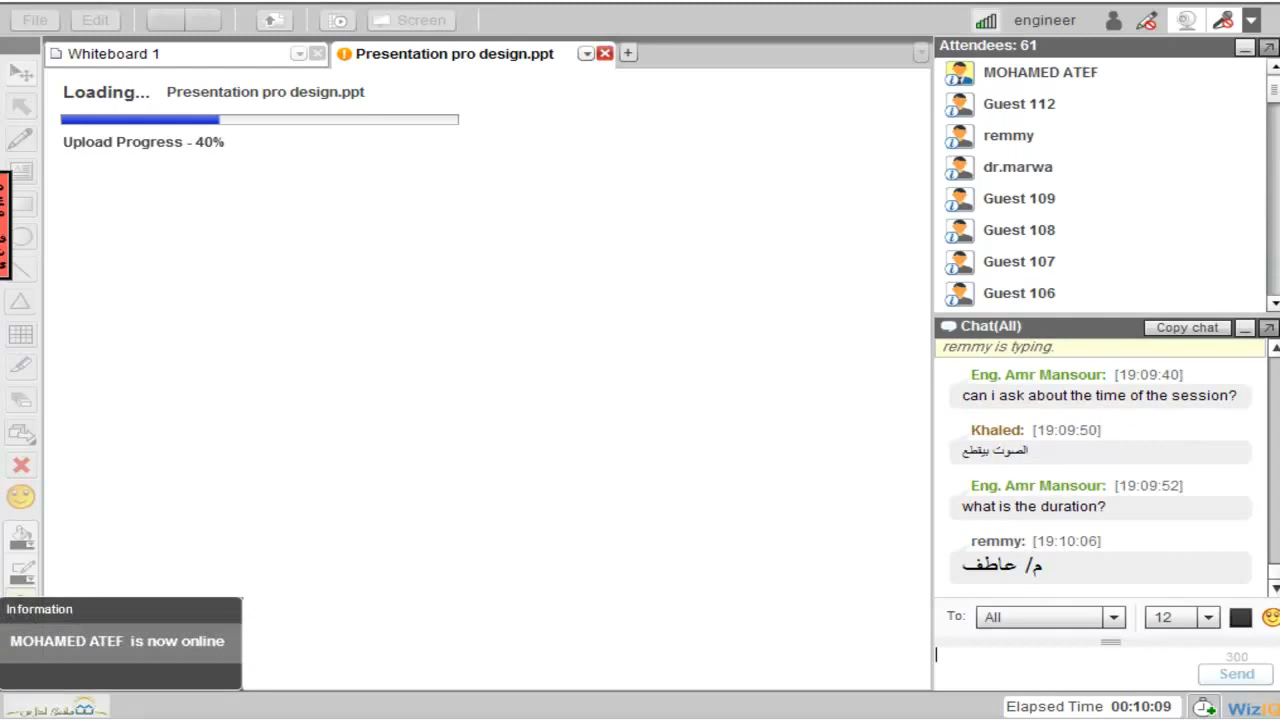 File
Edit
Screen
engineer
Whiteboard 1
Presentation pro design.ppt
Attendees: 61
Loading...
Presentation pro design.ppt
Upload Progress - 40%
MOHAMED ATEF
Guest 112
remmy
dr.marwa
Guest 109
Guest 108
Guest 107
Guest 106
Chat(All)
Copy chat
remmy is typing.
Eng. Amr Mansour: [19:09:40]
can i ask about the time of the session?
Khaled: [19:09:50]
الصوت بيقطع
Eng. Amr Mansour: [19:09:52]
what is the duration?
remmy: [19:10:06]
م/ عاطف
To:
All
12
300
Send
Information
MOHAMED ATEF is now online
Elapsed Time 00:10:09
WizIQ